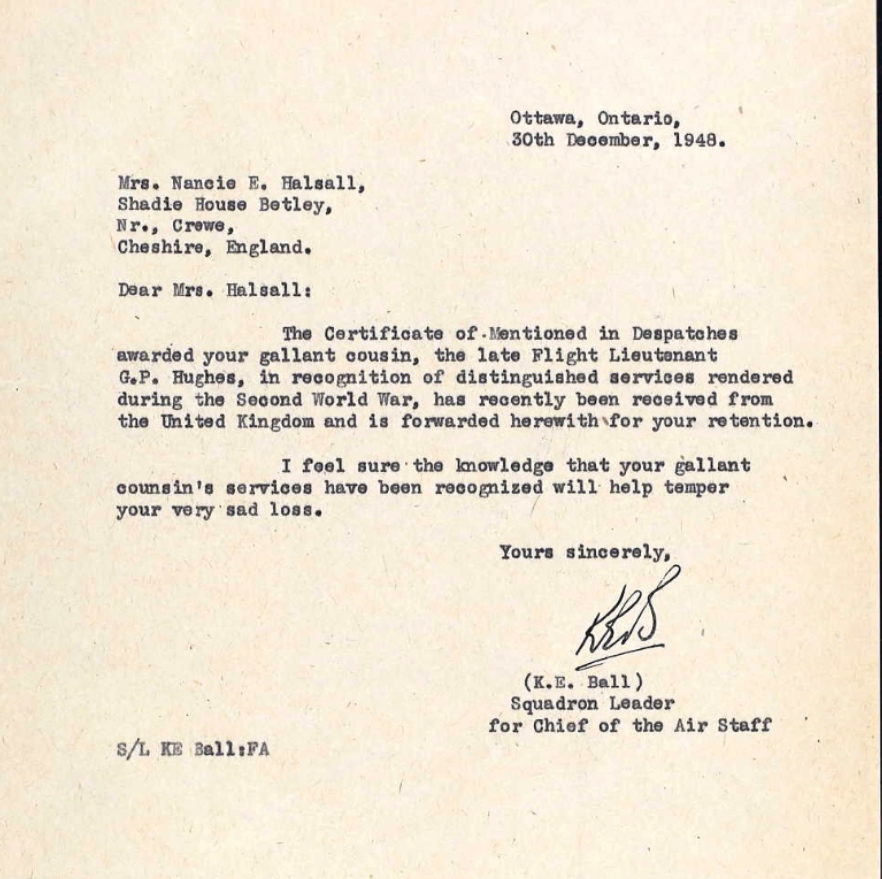 Ottawa, Ontario,
30th December, 1948.
Mrs. Nancie E. Halsall,
Shadie House Betley,
Nr., Crewe,
Cheshire, England.
Dear Mrs. Halsall:
The Certificate of Mentioned in Despatches
awarded your gallant cousin, the late Flight Lieutenant
G.P. Hughes, in recognition of distinguished services rendered
during the Second World War, has recently been received from
the United Kingdom and is forwarded herewith for your retention.
I feel sure the knowledge that your gallant
counsin's services have been recognized will help temper
your very sad loss.
Yours sincerely,
KEB
(K.E. Ball)
Squadron Leader
for Chief of the Air Staff
S/L KE Ball:FA